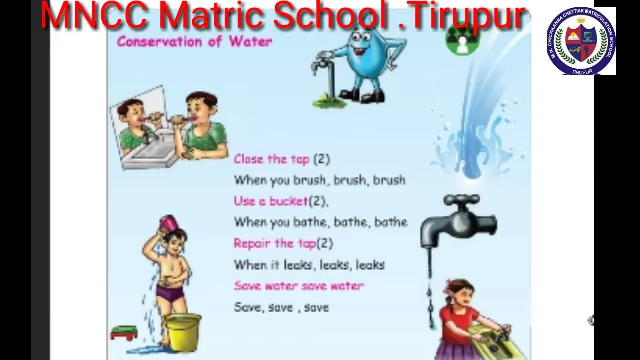 MNCC Matric School .Tirupur
Conservation of Water
Close the tap (2)
When you brush, brush, brush
Use a bucket(2),
When you bathe, bathe, bathe
Repair the tap(2)
When it leaks, leaks, leaks
Save water save water
Save, save , save